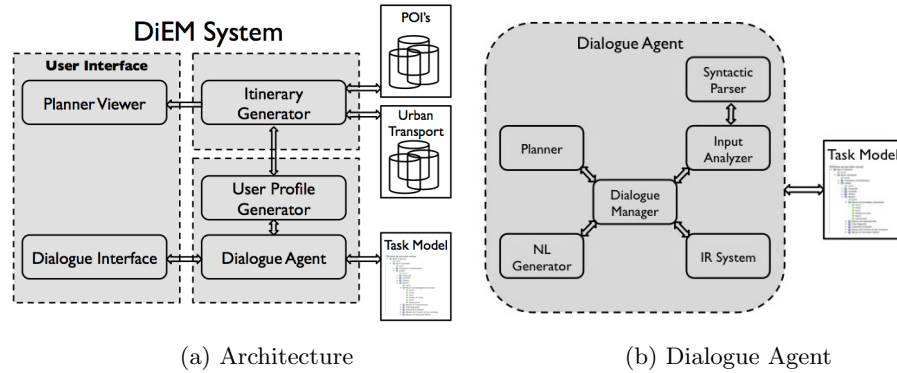 DiEM System
User Interface
Planner Viewer
Itinerary
Generator
POI's
Urban
Transport
User Profile
Generator
Dialogue Interface
Dialogue Agent
Task Model
(a) Architecture
Dialogue Agent
Syntactic
Parser
Planner
Input
Analyzer
Dialogue
Manager
NL
Generator
IR System
Task Model
(b) Dialogue Agent